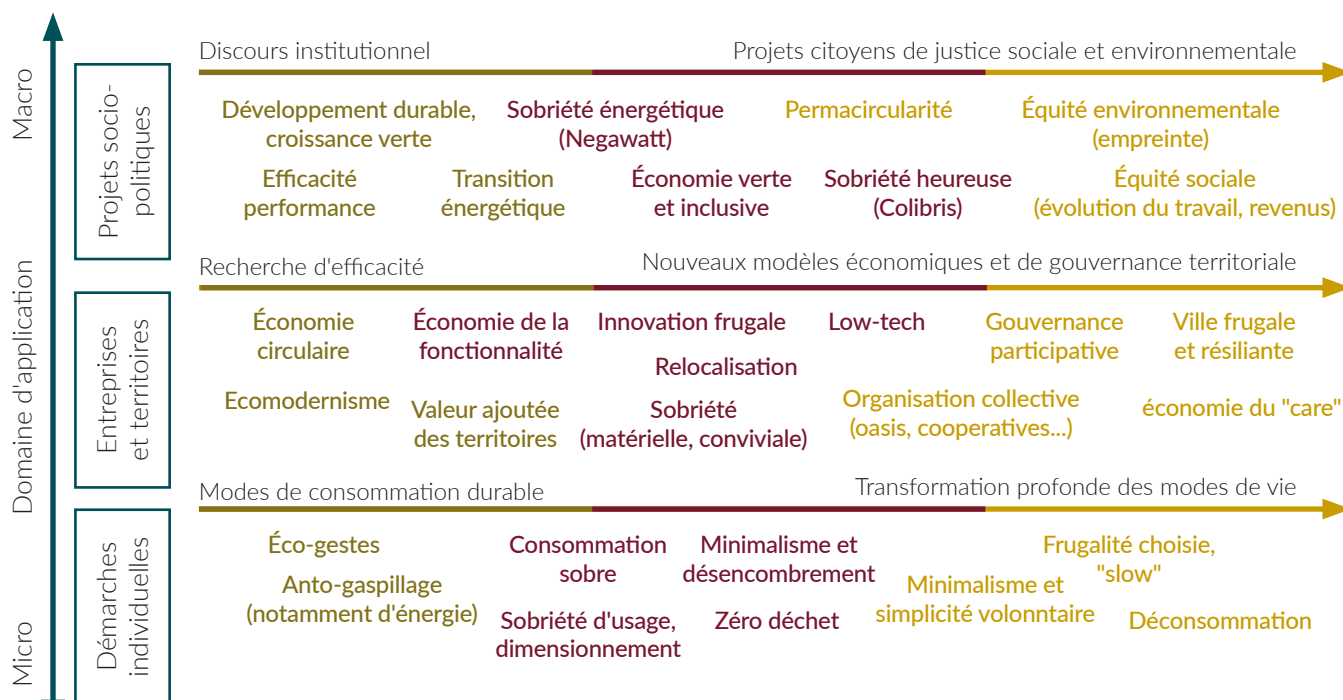 Macro
Domaine d'application
Micro
Projets socio-
politiques
Discours institutionnel
Projets citoyens de justice sociale et environnementale
Développement durable,
croissance verte
Sobriété énergétique
(Negawatt)
Permacircularité
Équité environnementale
(empreinte)
Efficacité
performance
Transition
énergétique
Économie verte
et inclusive
Sobriété heureuse
(Colibris)
Équité sociale
(évolution du travail, revenus)
Entreprises
et territoires
Recherche d'efficacité
Nouveaux modèles économiques et de gouvernance territoriale
Économie
circulaire
Économie de la
fonctionnalité
Innovation frugale
Low-tech
Gouvernance
participative
Ville frugale
et résiliante
Relocalisation
Ecomodernisme
Valeur ajoutée
des territoires
Sobriété
(matérielle, conviviale)
Organisation collective
(oasis, cooperatives...)
économie du "care"
Démarches
individuelles
Modes de consommation durable
Transformation profonde des modes de vie
Éco-gestes
Consommation
sobre
Minimalisme et
désencombrement
Frugalité choisie,
"slow"
Anto-gaspillage
(notamment d'énergie)
Minimalisme et
simplicité volonntaire
Sobriété d'usage,
dimensionnement
Zéro déchet
Déconsommation